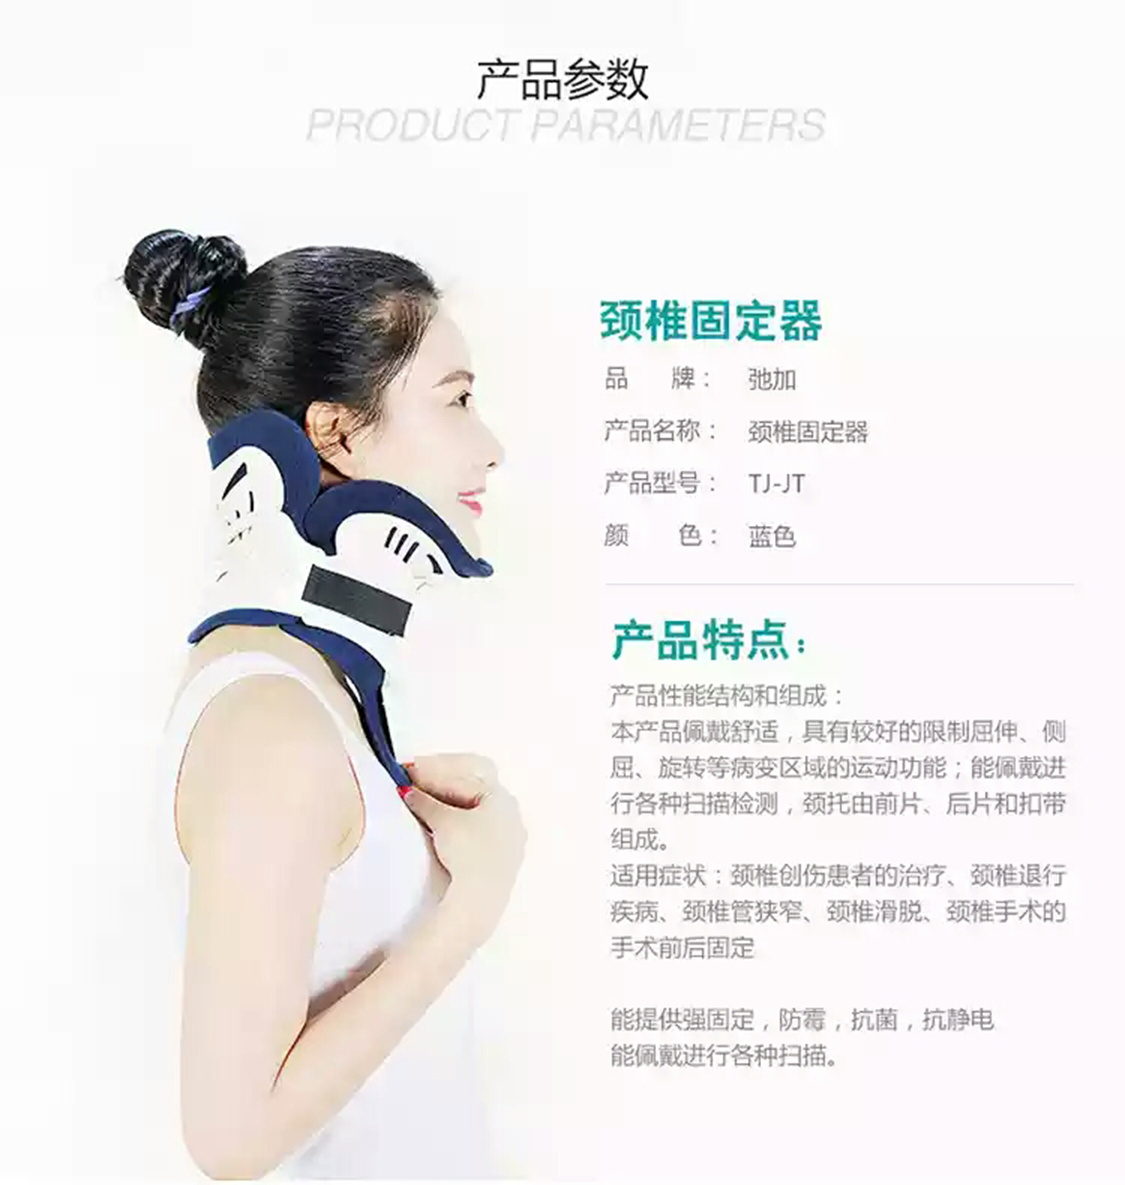 产品参数
PRODUCT PARAMETERS
颈椎固定器
品 牌： 弛加
产品名称： 颈椎固定器
产品型号： TJ-JT
颜 色： 蓝色
产品特点：
产品性能结构和组成：
本产品佩戴舒适，具有较好的限制屈伸、侧
屈、旋转等病变区域的运动功能；能佩戴进
行各种扫描检测，颈托由前片、后片和扣带
组成。
适用症状：颈椎创伤患者的治疗、颈椎退行
疾病、颈椎管狭窄、颈椎滑脱、颈椎手术的
手术前后固定
能提供强固定，防霉，抗菌，抗静电
能佩戴进行各种扫描。